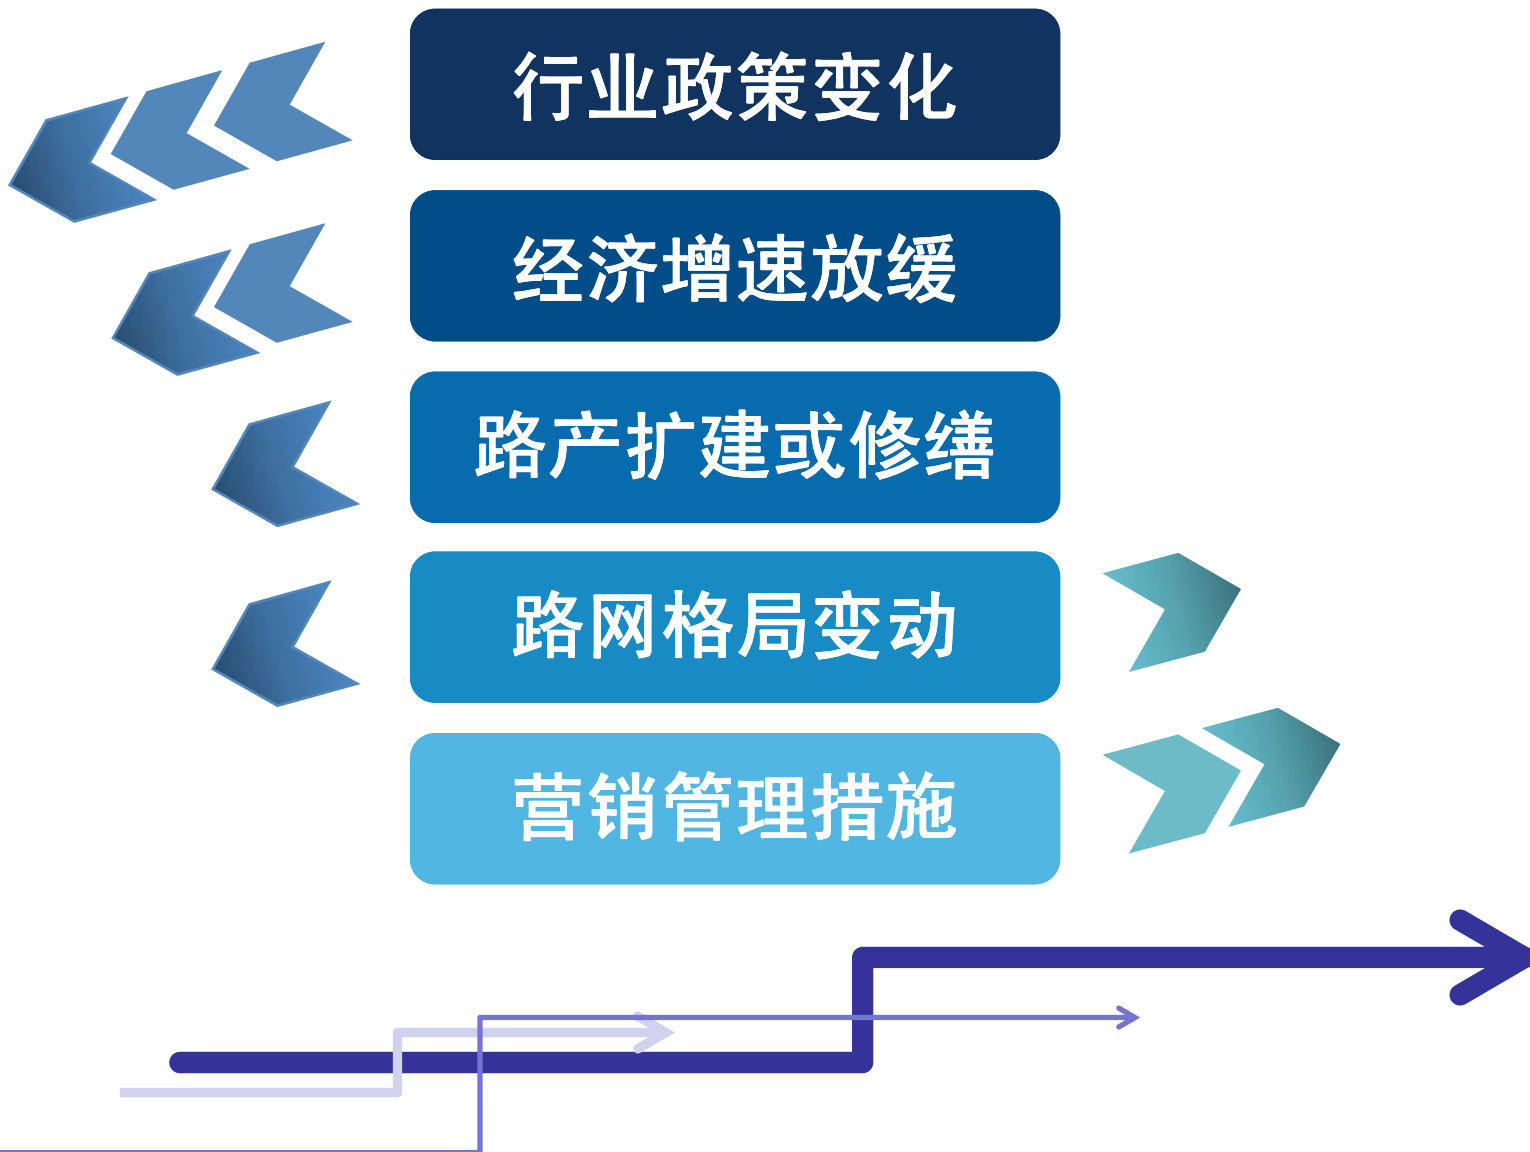 行业政策变化
经济增速放缓
路产扩建或修缮
路网格局变动
营销管理措施